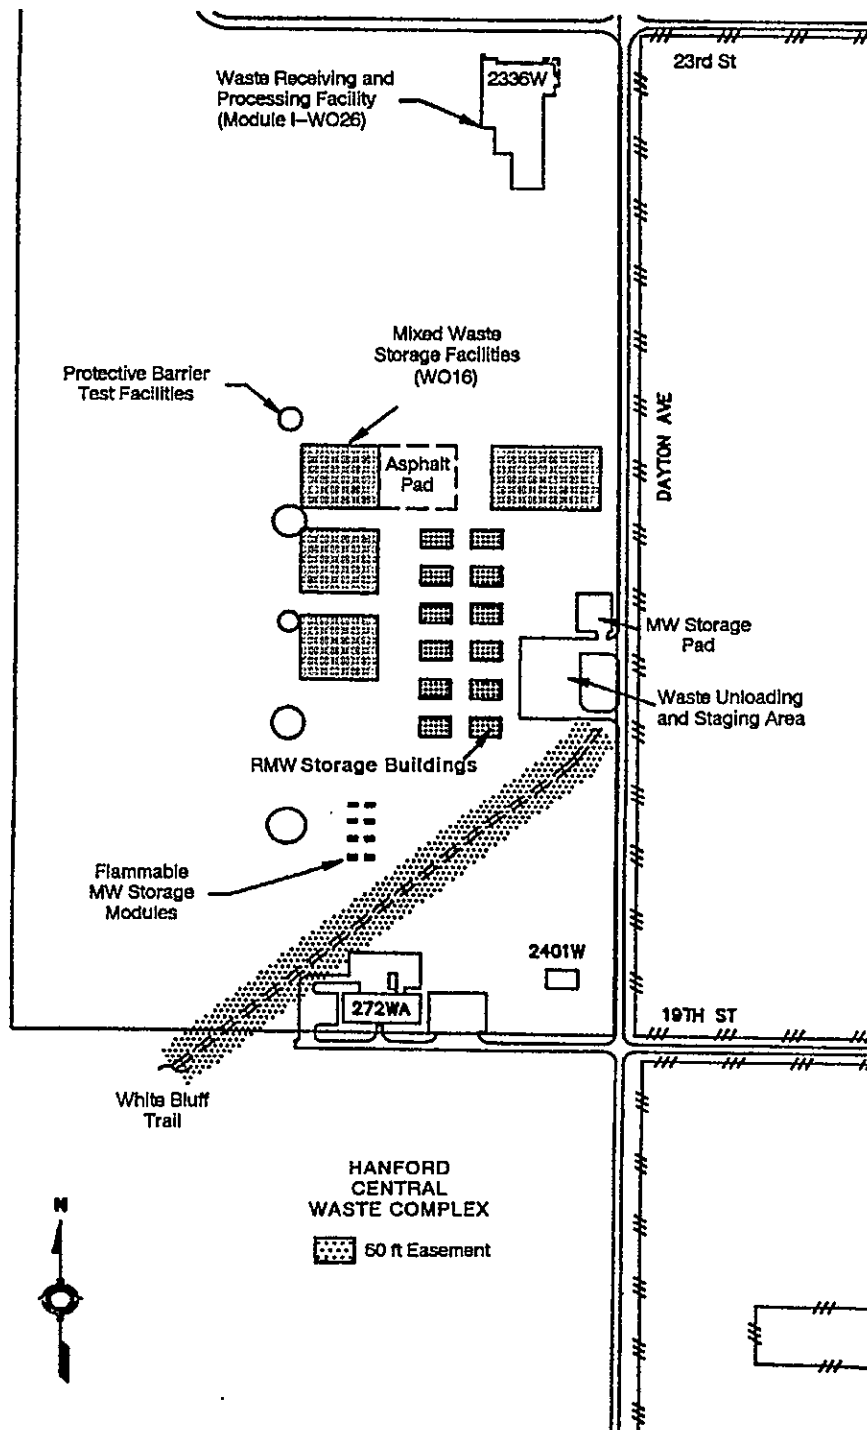 23rd St
2336W
Waste Receiving and
Processing Facility
(Module I–WO26)
Mixed Waste
Storage Facilities
(WO16)
Protective Barrier
Test Facilities
DAYTON AVE
Asphalt
Pad
MW Storage
Pad
Waste Unloading
and Staging Area
RMW Storage Buildings
Flammable
MW Storage
Modules
2401W
272WA
19TH ST
White Bluff
Trail
HANFORD
CENTRAL
WASTE COMPLEX
N
60 ft Easement